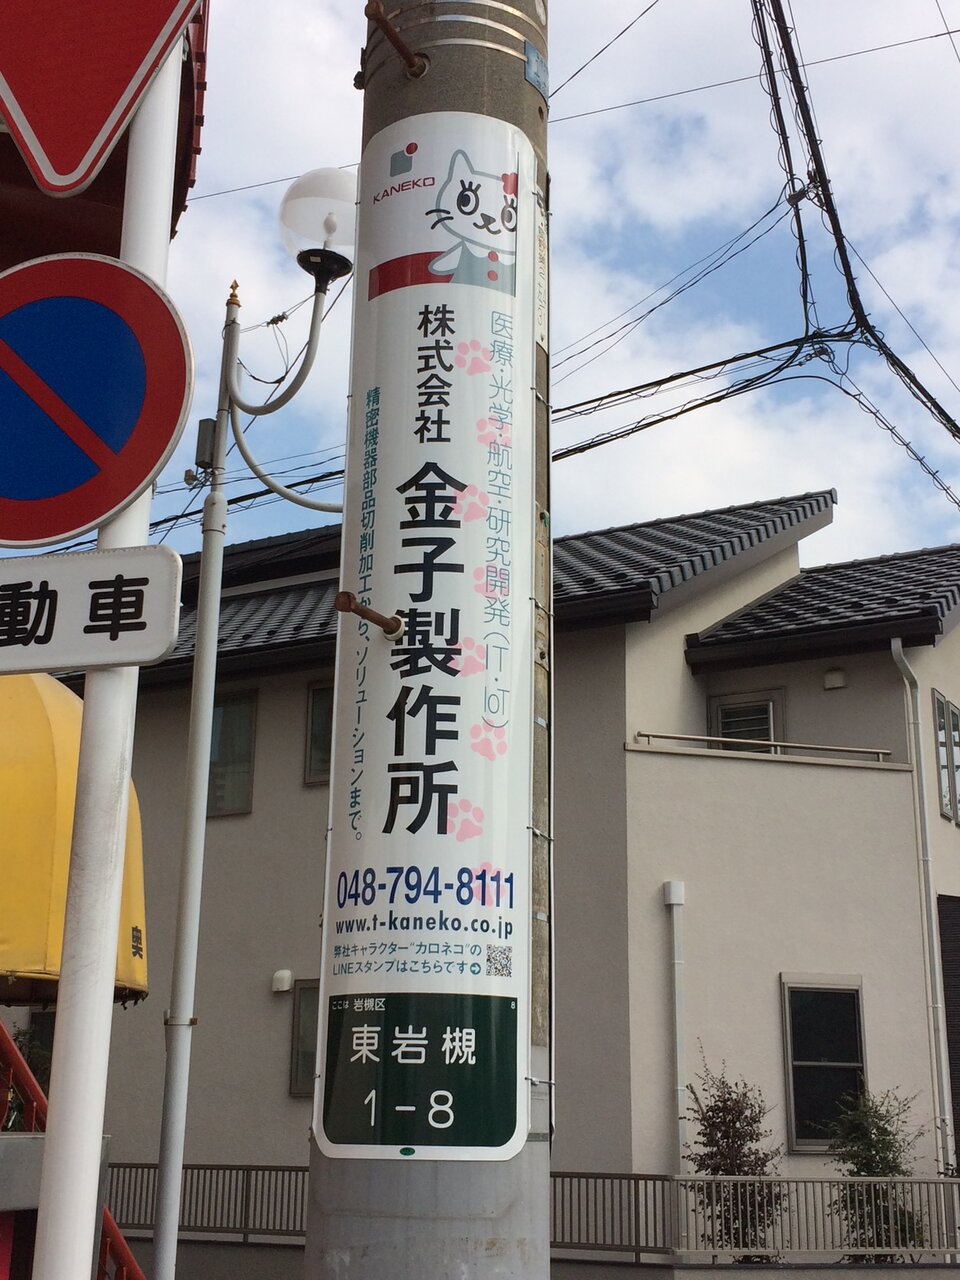 KANEKO
医療・光学・航空・研究開発（IT・IoT）
株式会社 金子製作所
精密機器部品切削加工から、ソリューションまで。
048-794-8111
www.t-kaneko.co.jp
弊社キャラクター"カロネコ"の
LINEスタンプはこちらです
ここは 岩槻区 8
東岩槻
1-8
動車
奥